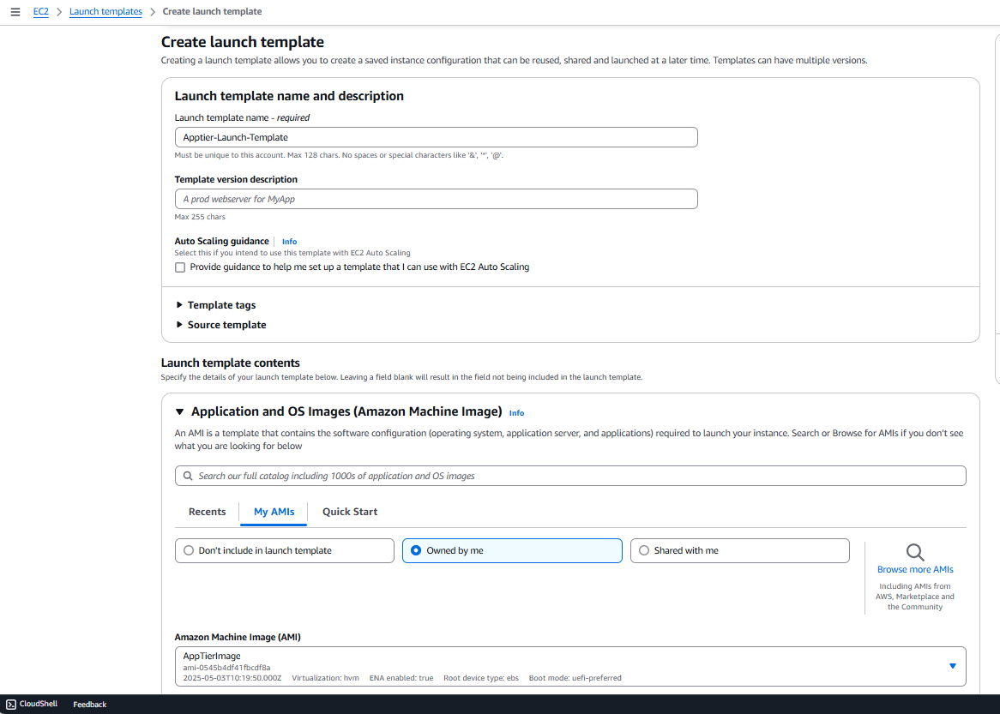 EC2 > Launch templates > Create launch template
Create launch template
Creating a launch template allows you to create a saved instance configuration that can be reused, shared and launched at a later time. Templates can have multiple versions.
Launch template name and description
Launch template name - required
Apptier-Launch-Template
Must be unique to this account. Max 128 chars. No spaces or special characters like '&', '*', '@'.
Template version description
A prod webserver for MyApp
Max 255 chars
Auto Scaling guidance | Info
Select this if you intend to use this template with EC2 Auto Scaling
Provide guidance to help me set up a template that I can use with EC2 Auto Scaling
Template tags
Source template
Launch template contents
Specify the details of your launch template below. Leaving a field blank will result in the field not being included in the launch template.
Application and OS Images (Amazon Machine Image) Info
An AMI is a template that contains the software configuration (operating system, application server, and applications) required to launch your instance. Search or Browse for AMIs if you don't see
what you are looking for below
Search our full catalog including 1000s of application and OS images
Recents My AMIs Quick Start
Don't include in launch template Owned by me Shared with me
Browse more AMIs
Including AMIs from
AWS, Marketplace and
the Community
Amazon Machine Image (AMI)
AppTierImage
ami-0545b4df41fbcdf8a
2025-05-03T10:19:50.000Z Virtualization: hvm ENA enabled: true Root device type: ebs Boot mode: uefi-preferred
CloudShell Feedback